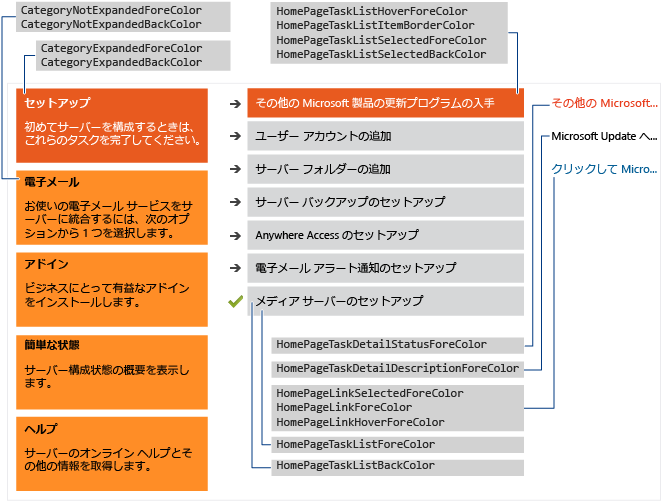 CategoryNotExpandedForeColor
CategoryNotExpandedBackColor
CategoryExpandedForeColor
CategoryExpandedBackColor
HomePageTaskListHoverForeColor
HomePageTaskListItemBorderColor
HomePageTaskListSelectedForeColor
HomePageTaskListSelectedBackColor
セットアップ
初めてサーバーを構成するときは、
これらのタスクを完了してください。
電子メール
お使いの電子メール サービスをサ
ーバーに統合するには、次のオプ
ションから 1 つを選択します。
アドイン
ビジネスにとって有益なアドイン
をインストールします。
簡単な状態
サーバー構成状態の概要を表示し
ます。
ヘルプ
サーバーのオンライン ヘルプとそ
の他の情報を取得します。
その他の Microsoft 製品の更新プログラムの入手
ユーザー アカウントの追加
サーバー フォルダーの追加
サーバー バックアップのセットアップ
Anywhere Access のセットアップ
電子メール アラート通知のセットアップ
メディア サーバーのセットアップ
その他の Microsoft...
Microsoft Update へ...
クリックして Micro...
HomePageTaskDetailStatusForeColor
HomePageTaskDetailDescriptionForeColor
HomePageLinkSelectedForeColor
HomePageLinkForeColor
HomePageLinkHoverForeColor
HomePageTaskListForeColor
HomePageTaskListBackColor